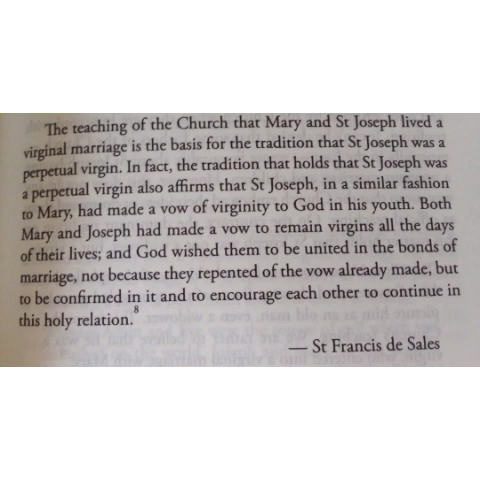 The teaching of the Church that Mary and St Joseph lived a
virginal marriage is the basis for the tradition that St Joseph was a
perpetual virgin. In fact, the tradition that holds that St Joseph was
a perpetual virgin also affirms that St Joseph, in a similar fashion
to Mary, had made a vow of virginity to God in his youth. Both
Mary and Joseph had made a vow to remain virgins all the days
of their lives; and God wished them to be united in the bonds of
marriage, not because they repented of the vow already made, but
to be confirmed in it and to encourage each other to continue in
this holy relation.8
— St Francis de Sales